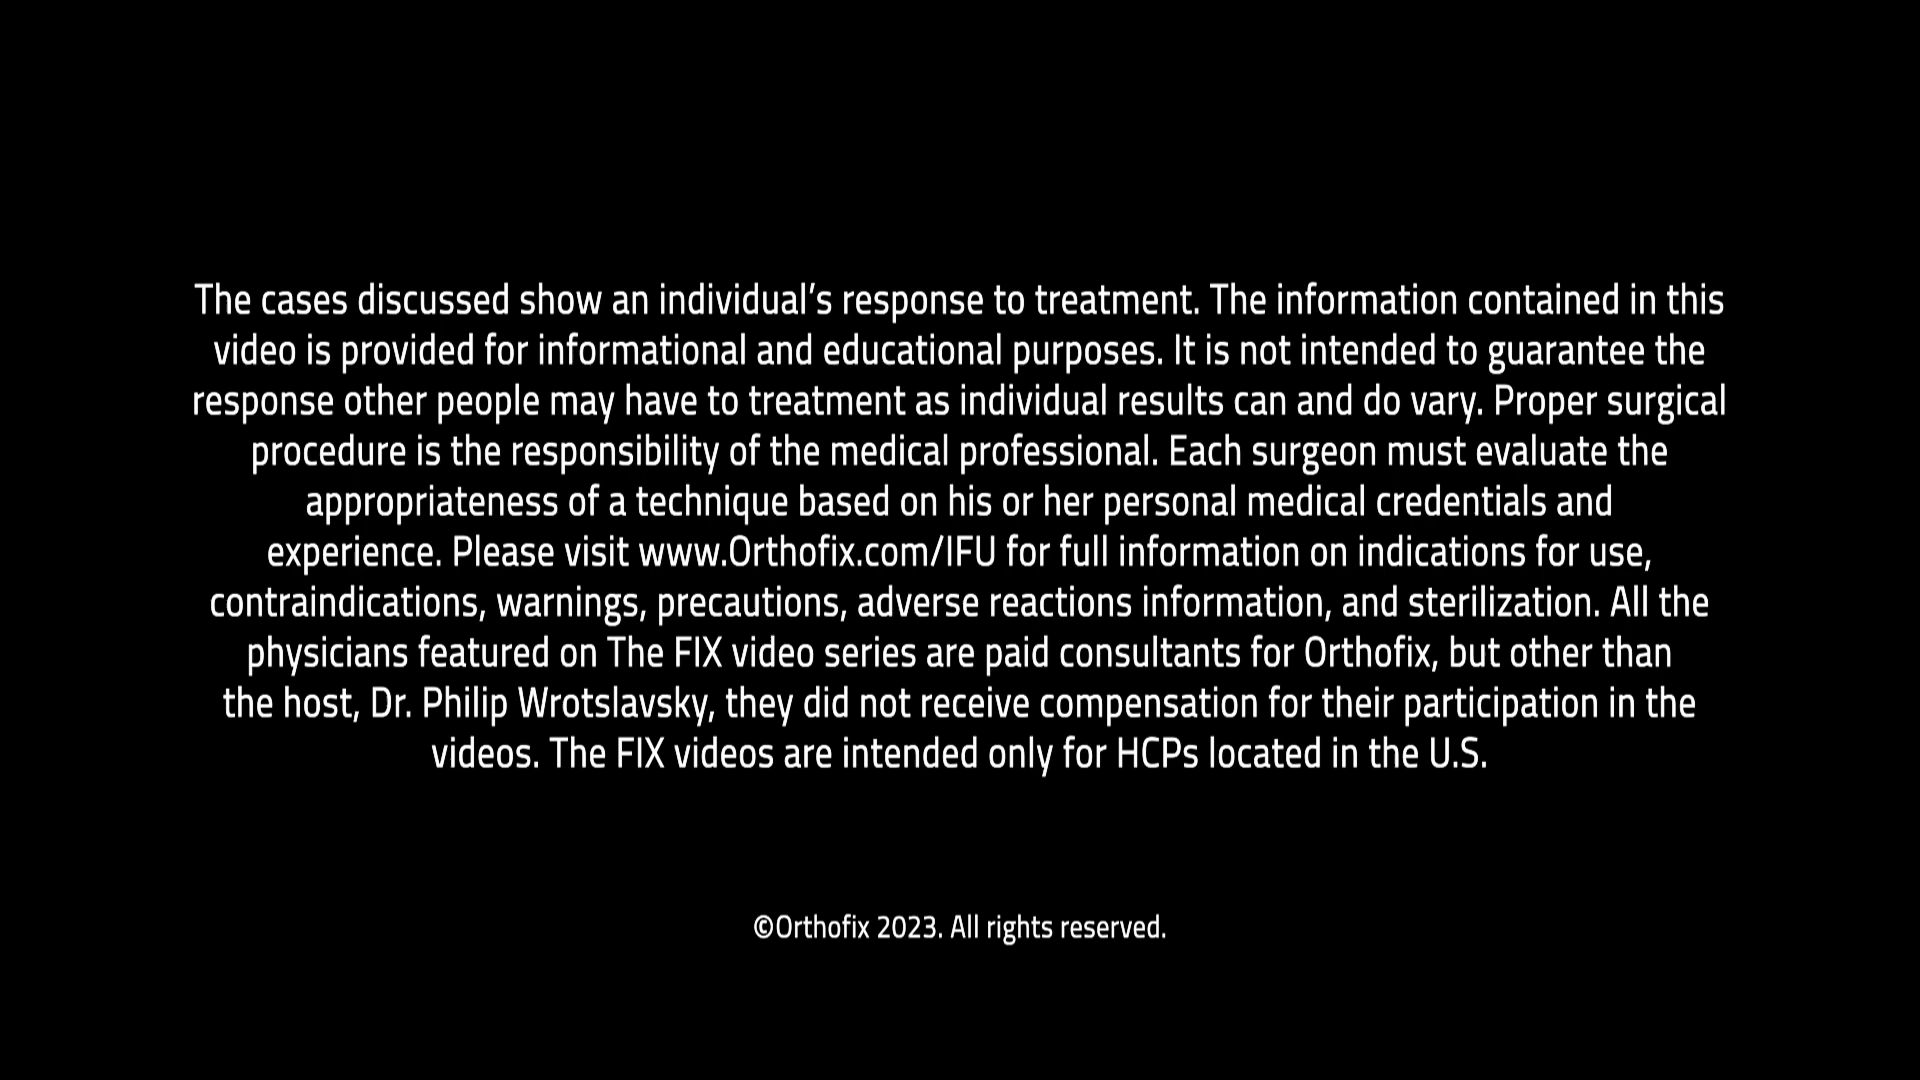 The cases discussed show an individual’s response to treatment. The information contained in this
video is provided for informational and educational purposes. It is not intended to guarantee the
response other people may have to treatment as individual results can and do vary. Proper surgical
procedure is the responsibility of the medical professional. Each surgeon must evaluate the
appropriateness of a technique based on his or her personal medical credentials and
experience. Please visit www.Orthofix.com/IFU for full information on indications for use,
contraindications, warnings, precautions, adverse reactions information, and sterilization. All the
physicians featured on The FIX video series are paid consultants for Orthofix, but other than
the host, Dr. Philip Wrotslavsky, they did not receive compensation for their participation in the
videos. The FIX videos are intended only for HCPs located in the U.S.
©Orthofix 2023. All rights reserved.